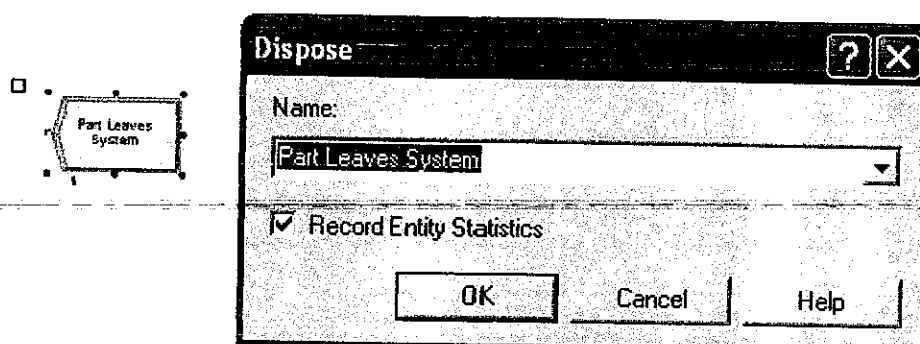 Part Leaves
System
Dispose
Name:
Part Leaves System
Record Entity Statistics
OK Cancel Help